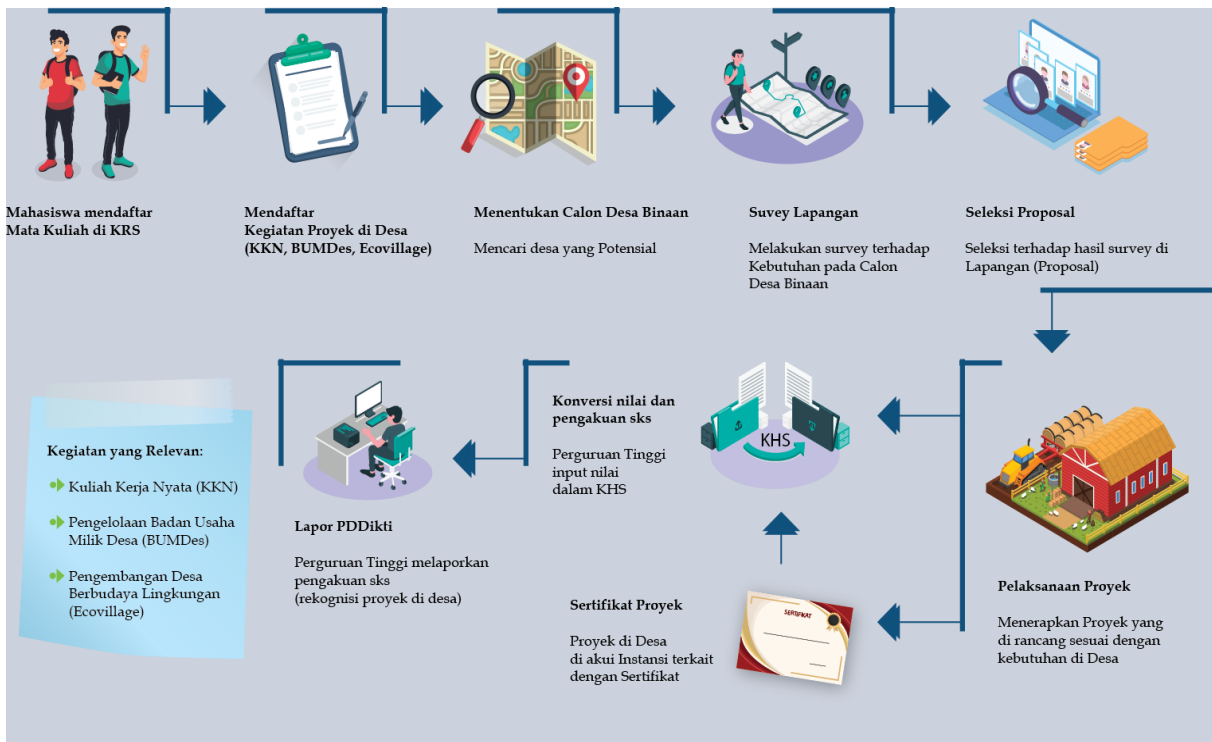 Mahasiswa mendaftar
Mata Kuliah di KRS
Mendaftar
Kegiatan Proyek di Desa
(KKN, BUMDes, Ecovillage)
Menentukan Calon Desa Binaan
Mencari desa yang Potensial
Suvey Lapangan
Melakukan survey terhadap
Kebutuhan pada Calon
Desa Binaan
Seleksi Proposal
Seleksi terhadap hasil survey di
Lapangan (Proposal)
Pelaksanaan Proyek
Menerapkan Proyek yang
di rancang sesuai dengan
kebutuhan di Desa
KHS
Konversi nilai dan
pengakuan sks
Perguruan Tinggi
input nilai
dalam KHS
SERTIFIKAT
Sertifikat Proyek
Proyek di Desa
di akui Instansi terkait
dengan Sertifikat
Lapor PDDikti
Perguruan Tinggi melaporkan
pengakuan sks
(rekognisi proyek di desa)
Kegiatan yang Relevan:
Kuliah Kerja Nyata (KKN)
Pengelolaan Badan Usaha
Milik Desa (BUMDes)
Pengembangan Desa
Berbudaya Lingkungan
(Ecovillage)